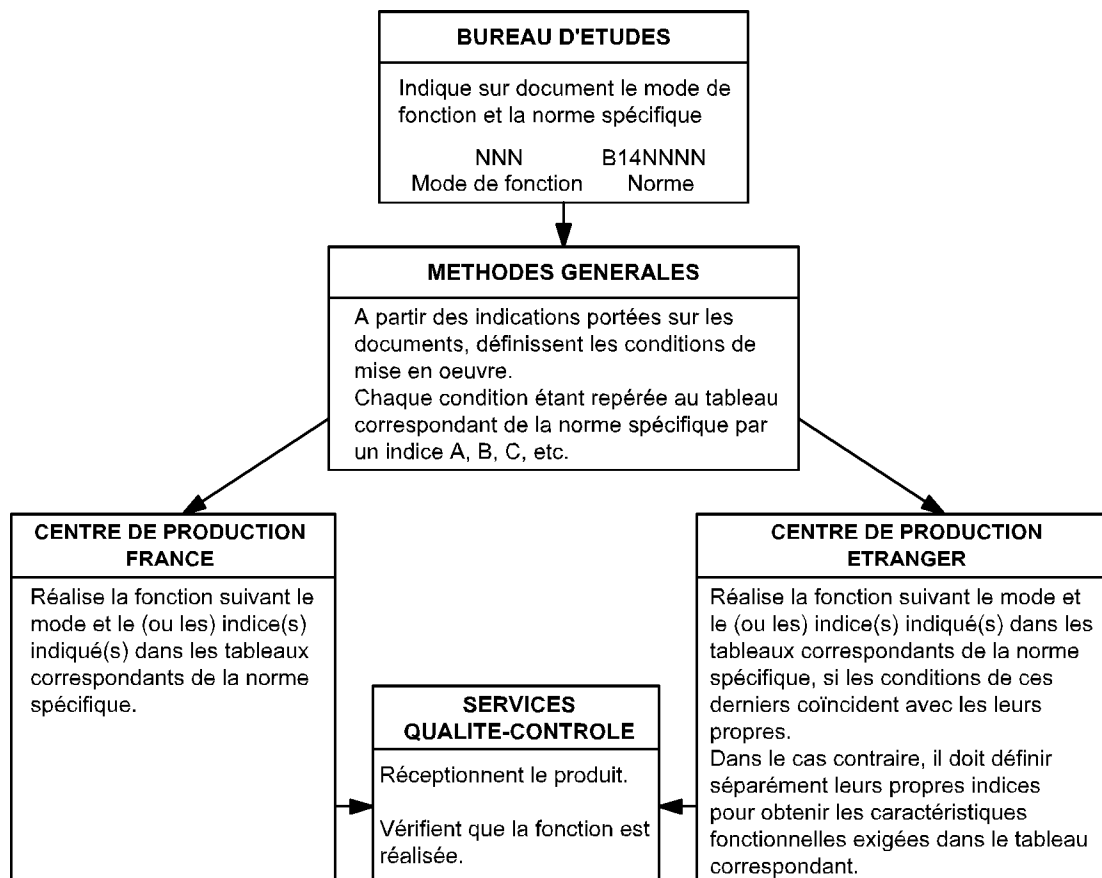 BUREAU D'ETUDES
Indique sur document le mode de
fonction et la norme spécifique
NNN B14NNNN
Mode de fonction Norme
METHODES GENERALES
A partir des indications portées sur les
documents, définissent les conditions de
mise en oeuvre.
Chaque condition étant repérée au tableau
correspondant de la norme spécifique par
un indice A, B, C, etc.
CENTRE DE PRODUCTION
FRANCE
Réalise la fonction suivant le
mode et le (ou les) indice(s)
indiqué(s) dans les tableaux
correspondants de la norme
spécifique.
SERVICES
QUALITE-CONTROLE
Réceptionnent le produit.
Vérifient que la fonction est
réalisée.
CENTRE DE PRODUCTION
ETRANGER
Réalise la fonction suivant le mode et
le (ou les) indice(s) indiqué(s) dans les
tableaux correspondants de la norme
spécifique, si les conditions de ces
derniers coïncident avec les leurs
propres.
Dans le cas contraire, il doit définir
séparément leurs propres indices
pour obtenir les caractéristiques
fonctionnelles exigées dans le tableau
correspondant.